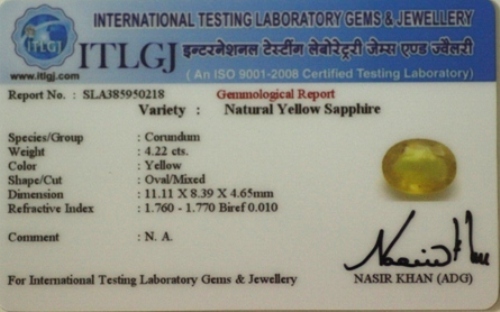 INTERNATIONAL TESTING LABORATORY GEMS & JEWELLERY
ITLGJ
इन्टरनेशनल टेस्टींग लेबोरेट्री जेम्स एण्ड ज्वैलरी
www.itlgj.com
( An ISO 9001-2008 Certified Testing Laboratory)
Report No. : SLA385950218
Gemmological Report
Variety : Natural Yellow Sapphire
Species/Group : Corundum
Weight : 4.22 cts.
Color : Yellow
Shape/Cut : Oval/Mixed
Dimension : 11.11 X 8.39 X 4.65mm
Refractive Index : 1.760 - 1.770 Biref 0.010
Comment : N. A.
For International Testing Laboratory Gems & Jewellery
NASIR KHAN (ADG)